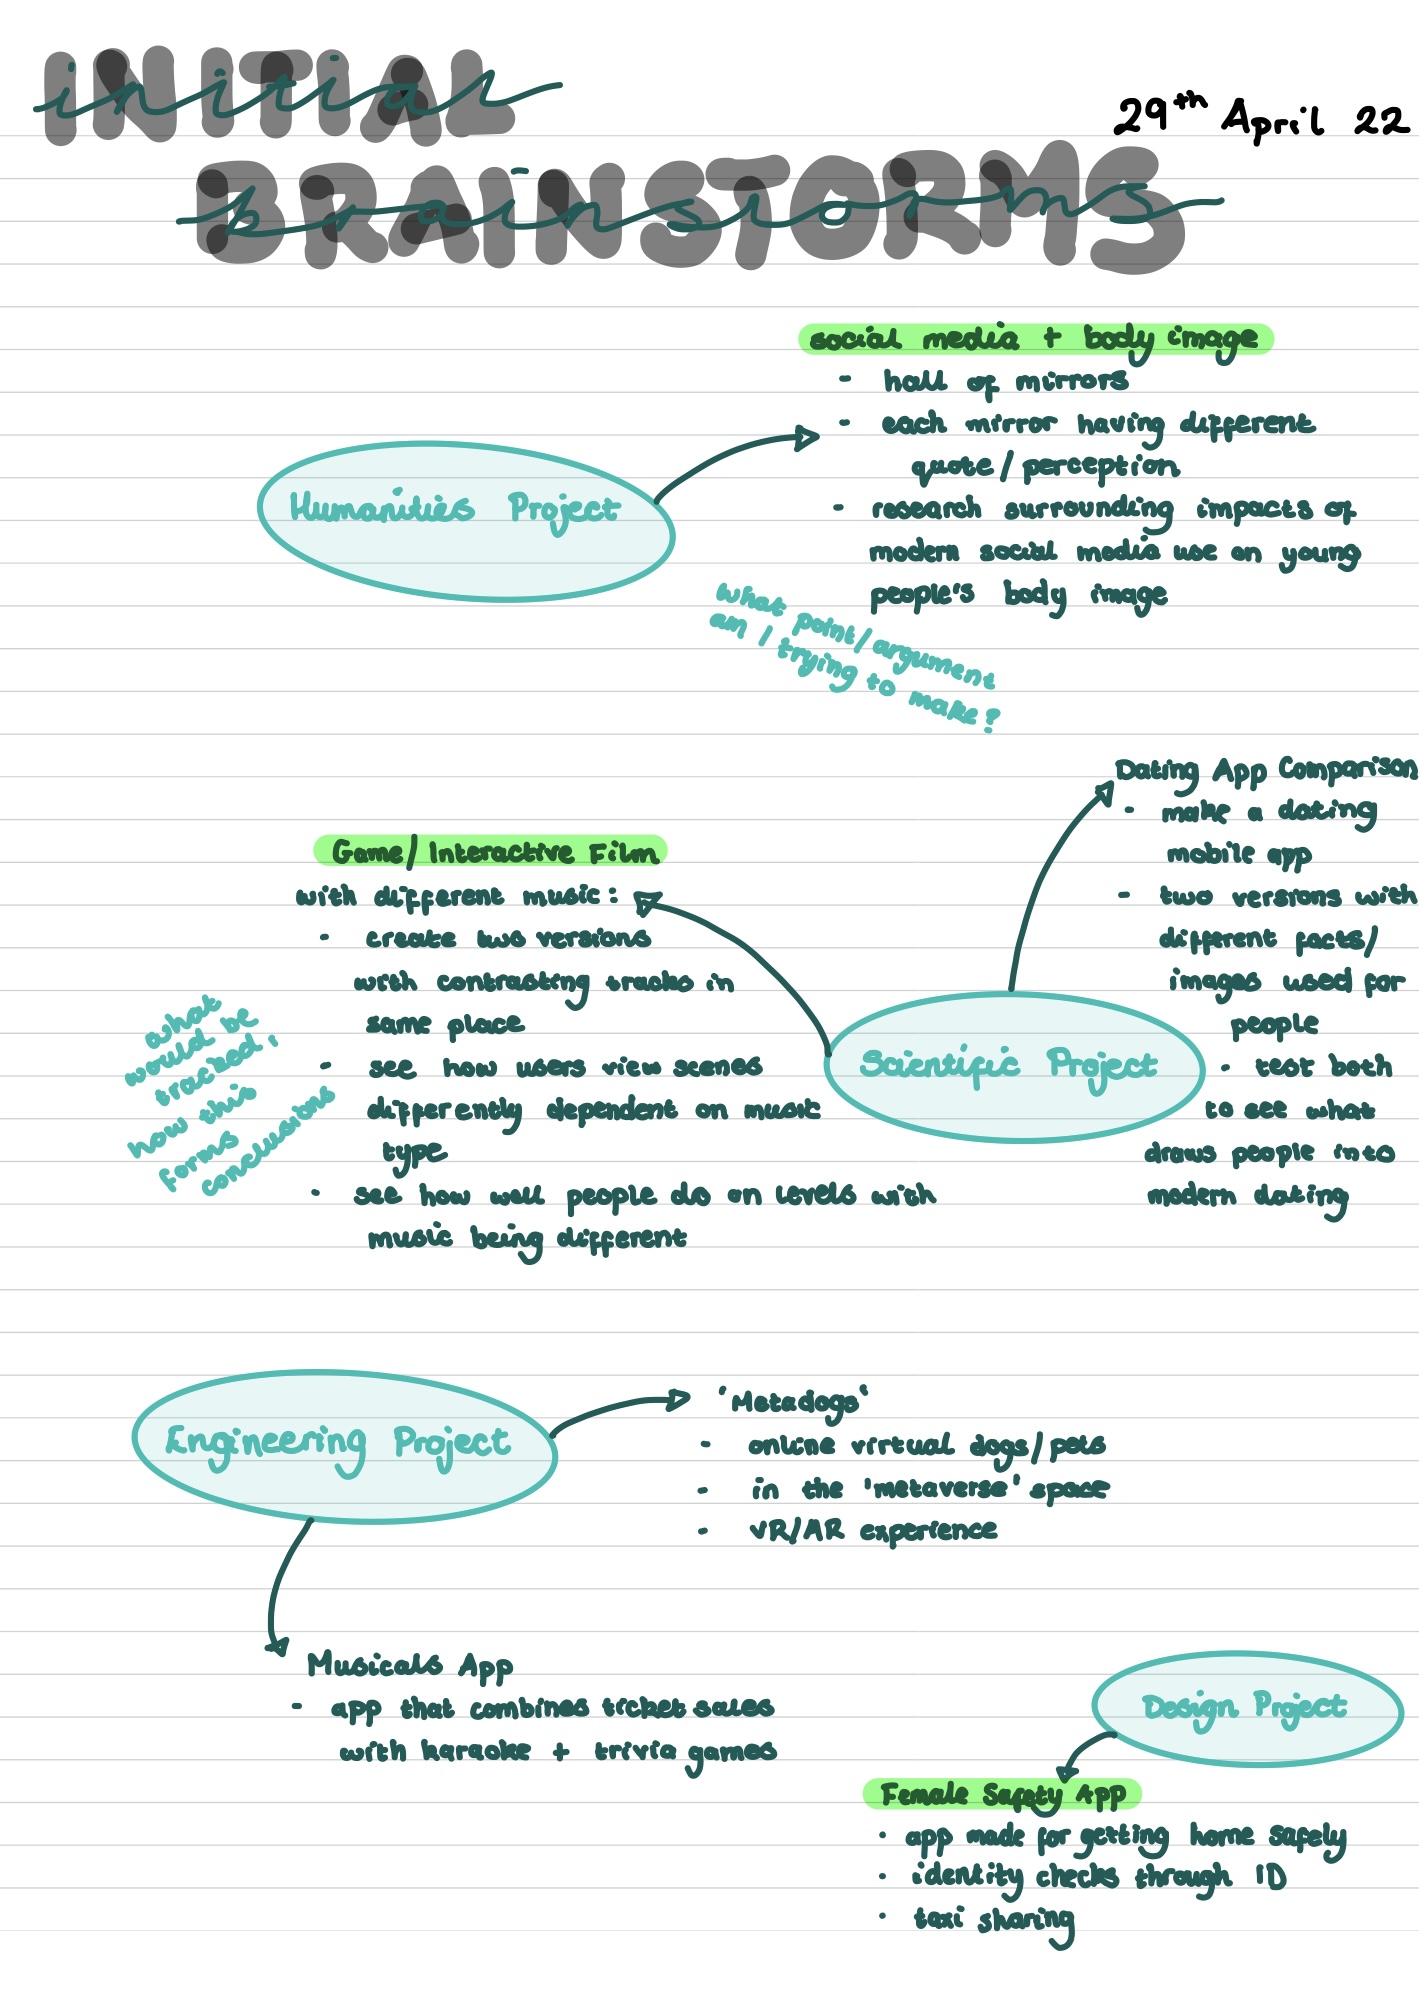 INITIAL
initial
29th April 22
BRAINSTORMS
brainstorms
social media + body image
- hall of mirrors
- each mirror having different
quote / perception
- research surrounding impacts of
modern social media use on young
people's body image
Humanities Project
what point/argument
am I trying to make?
Dating App Comparison
- make a dating
mobile app
- two versions with
different facts/
images used for
people
- test both
to see what
draws people into
modern dating
Game/ Interactive Film
with different music:
- create two versions
with contrasting tracks in
same place
- see how users view scenes
differently dependent on music
type
- see how well people do on levels with
music being different
what
would be
tracked;
how this
forms
conclusions
Scientific Project
Engineering Project
'Metadogs'
- online virtual dogs/pets
- in the 'metaverse' space
- VR/AR experience
Musicals App
- app that combines ticket sales
with karaoke + trivia games
Design Project
Female Safety App
· app made for getting home safely
· identity checks through ID
· taxi sharing